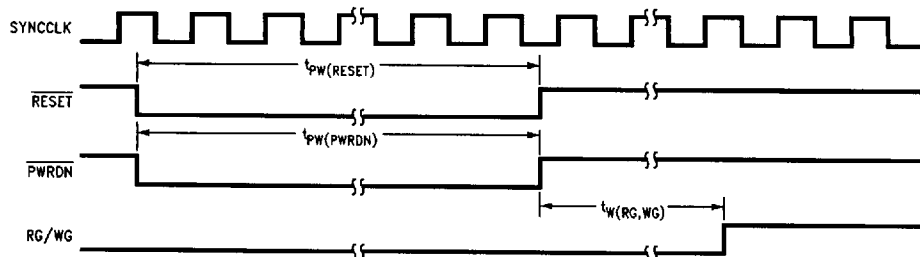 SYNCCLK
tPW(RESET)
RESET
tPW(PWRDN)
PWRDN
tW(RG,WG)
RG/WG